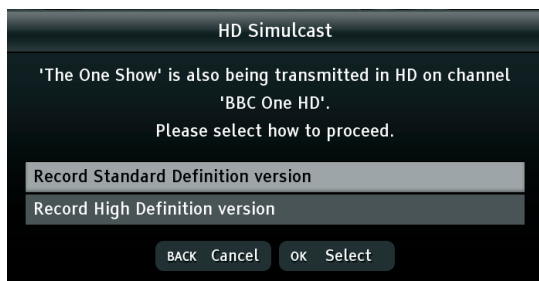 HD Simulcast
'The One Show' is also being transmitted in HD on channel
'BBC One HD'.
Please select how to proceed.
Record Standard Definition version
Record High Definition version
BACK Cancel OK Select